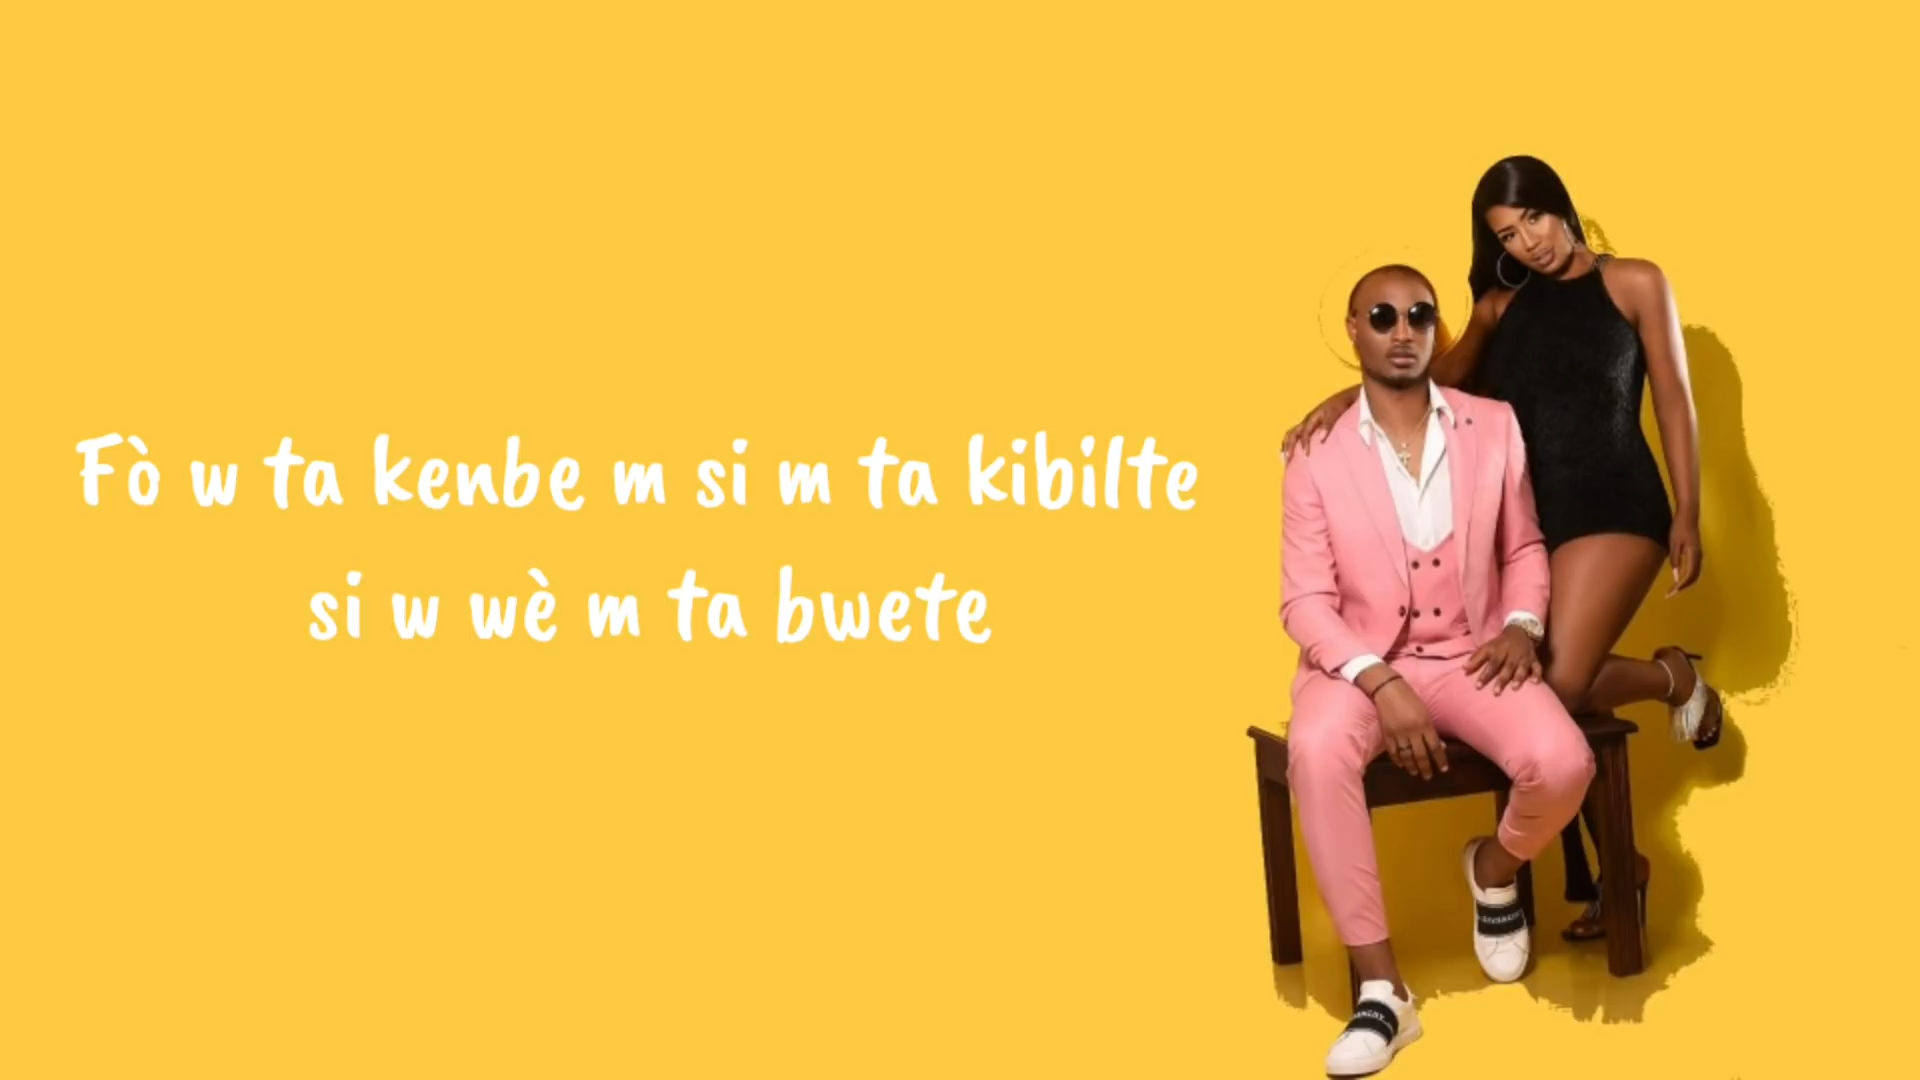 Fò w ta kenbe m si m ta kibilte
si w wè m ta bwete